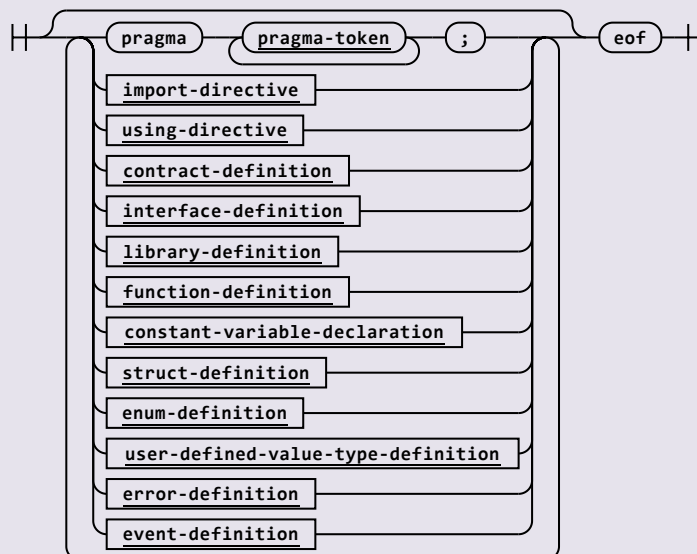 pragma pragma-token ; eof
import-directive
using-directive
contract-definition
interface-definition
library-definition
function-definition
constant-variable-declaration
struct-definition
enum-definition
user-defined-value-type-definition
error-definition
event-definition